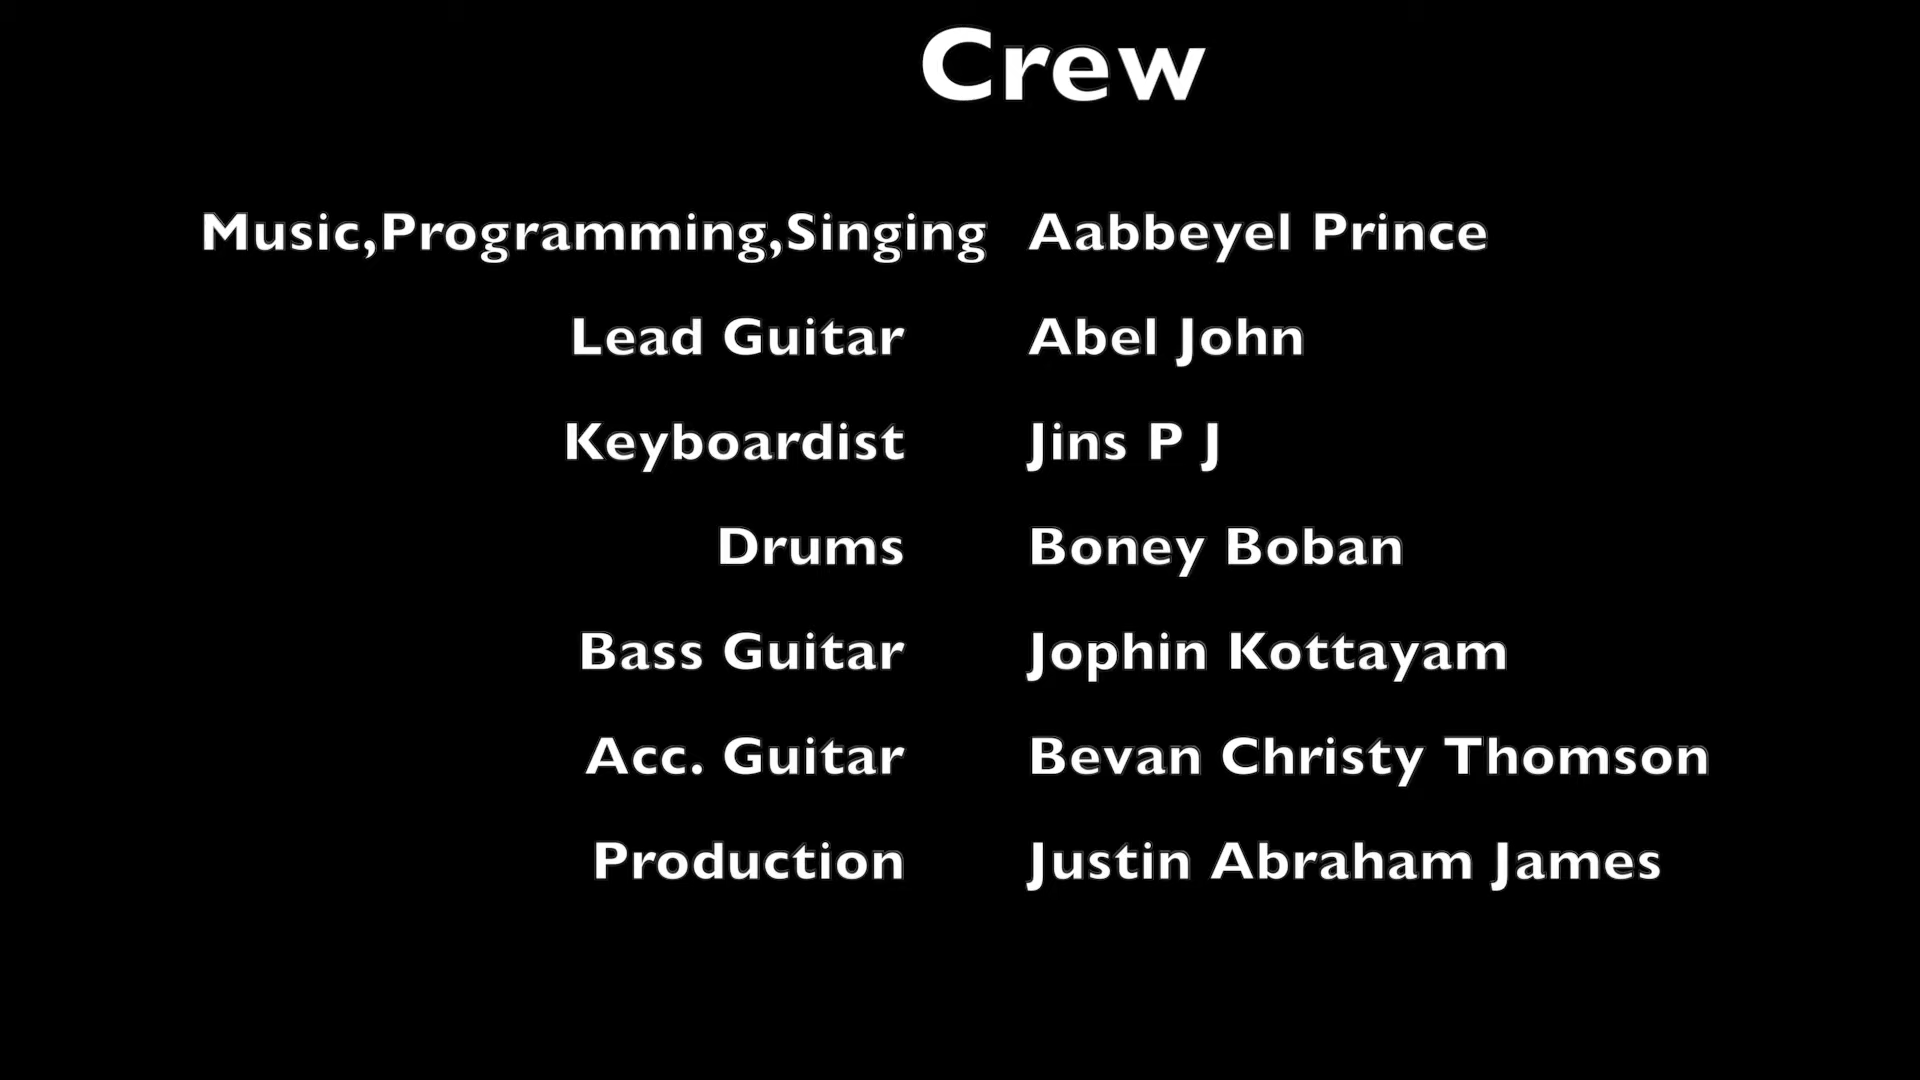 Crew
Music,Programming,Singing Aabbeyel Prince
Lead Guitar Abel John
Keyboardist Jins P J
Drums Boney Boban
Bass Guitar Jophin Kottayam
Acc. Guitar Bevan Christy Thomson
Production Justin Abraham James